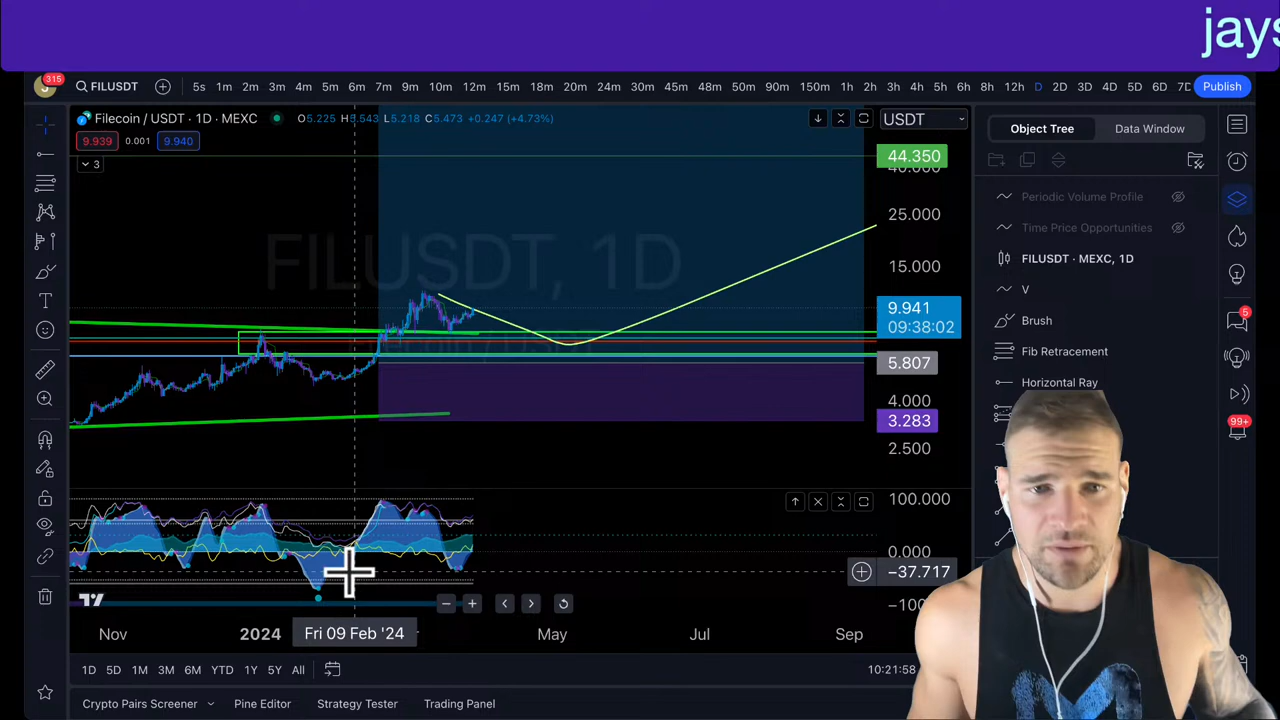 jays
315
FILUSDT
5s 1m 2m 3m 4m 5m 6m 7m 9m 10m 12m 15m 18m 20m 24m 30m 45m 48m 50m 90m 150m 1h 2h 3h 4h 6h 8h 12h D 2D 3D 4D 5D 6D 7D
Publish
Filecoin / USDT · 1D · MEXC
O5.225 H5.543 L5.218 C5.473 +0.247 (+4.73%)
USDT
Object Tree
Data Window
9.939
0.001
9.940
3
44.350
40.000
Periodic Volume Profile
25.000
Time Price Opportunities
FILUSDT, 1D
FILUSDT · MEXC, 1D
15.000
V
9.941
09:38:02
Brush
5
Fib Retracement
5.807
Horizontal Ray
4.000
3.283
99+
2.500
100.000
0.000
−37.717
−100
Nov
2024
Fri 09 Feb '24
May
Jul
Sep
1D 5D 1M 3M 6M YTD 1Y 5Y All
10:21:58
Crypto Pairs Screener
Pine Editor
Strategy Tester
Trading Panel